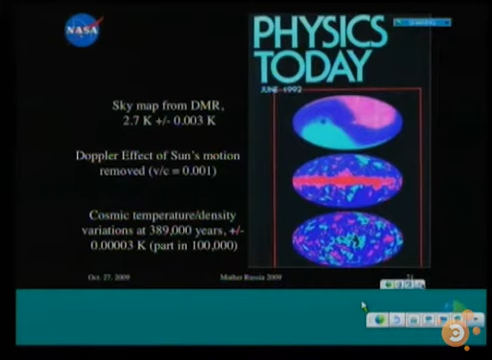 NASA
PHYSICS
TODAY
JUNE 1992
Sky map from DMR,
2.7 K +/- 0.003 K
Doppler Effect of Sun's motion
removed (v/c = 0.001)
Cosmic temperature/density
variations at 389,000 years, +/-
0.00003 K (part in 100,000)
Oct. 27, 2009
Mather Russia 2009
21